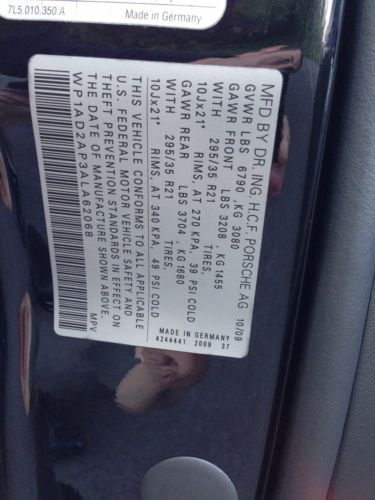 7L5.010.350.A
Made in Germany
MFD BY DR. ING. H.C.F. PORSCHE AG 10/09
GVWR LBS 6790 ,KG 3080
GAWR FRONT LBS 3208 ,KG 1455
WITH 295/35 R21 TIRES,
10Jx21" RIMS, AT 270 KPA, 39 PSI COLD
GAWR REAR LBS 3704 ,KG1680
WITH 295/35 R21 TIRES,
10Jx21" RIMS, AT 340 KPA, 49 PSI COLD
THIS VEHICLE CONFORMS TO ALL APPLICABLE
U.S. FEDERAL MOTOR VEHICLE SAFETY AND
THEFT PREVENTION STANDARDS IN EFFECT ON
THE DATE OF MANUFACTURE SHOWN ABOVE.
WP1AD2AP3ALA62068 MPV
MADE IN GERMANY
4244441 2009 37